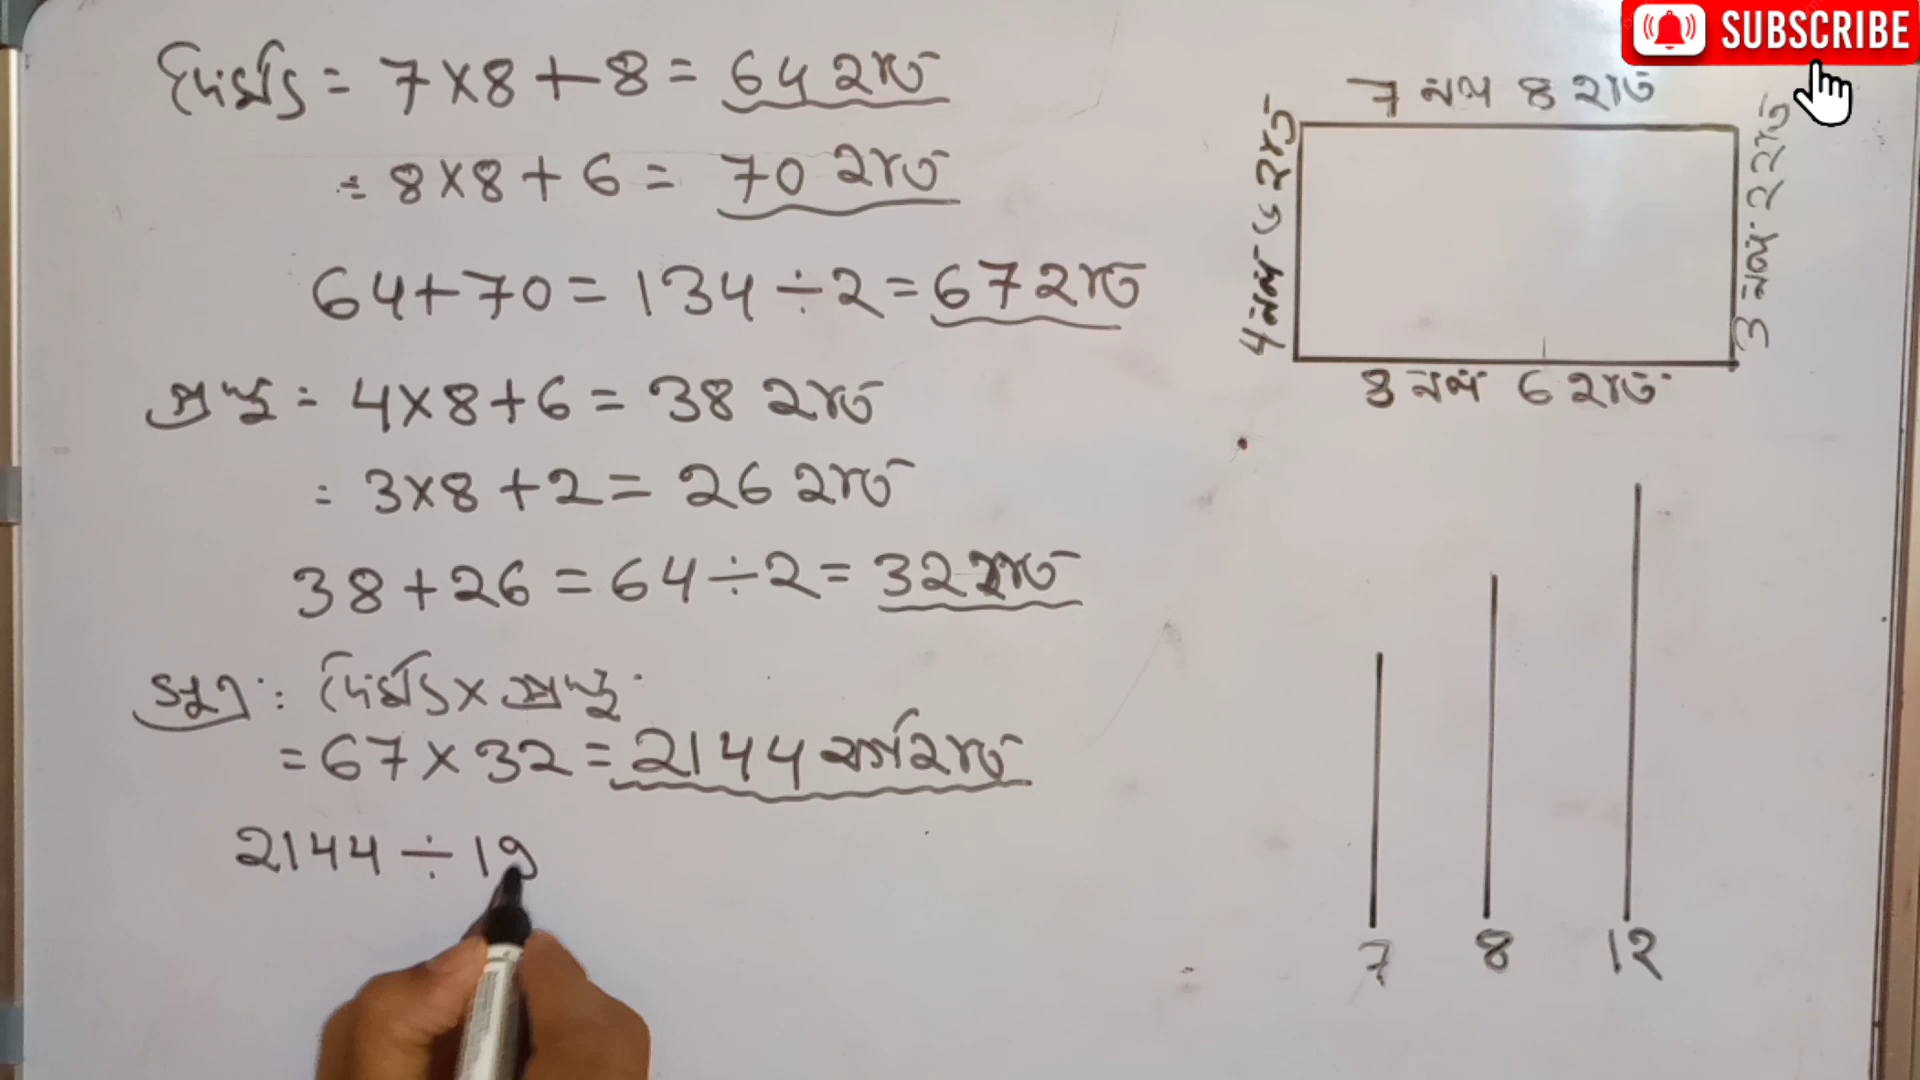 দৈর্ঘ্য = 7×8+8 = 64 হাত
= 8×8+6 = 70 হাত
64+70 = 134÷2 = 67 হাত
প্রস্থ = 4×8+6 = 38 হাত
= 3×8+2 = 26 হাত
38+26 = 64÷2 = 32 হাত
সূত্র: দৈর্ঘ্য × প্রস্থ
= 67×32 = 2144 বর্গহাত
2144÷19
SUBSCRIBE
7 নল 8 হাত
4 নল 6 হাত
3 নল 2 হাত
8 নল 6 হাত
7 8 12